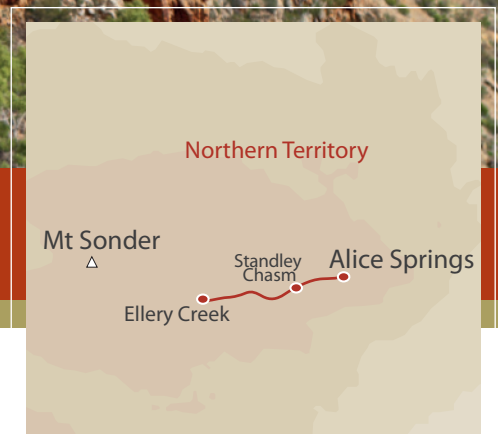 Northern Territory
Mt Sonder
Standley
Chasm
Alice Springs
Ellery Creek